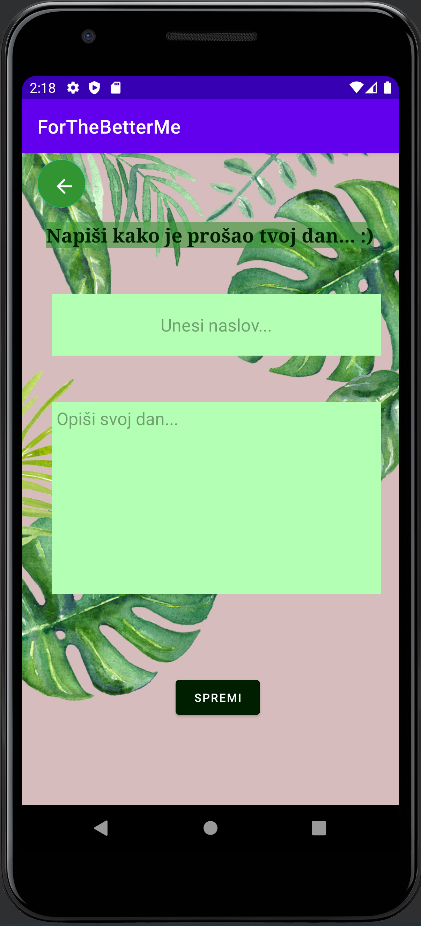 2:18
ForTheBetterMe
Napiši kako je prošao tvoj dan... :)
Unesi naslov...
Opiši svoj dan...
SPREMI